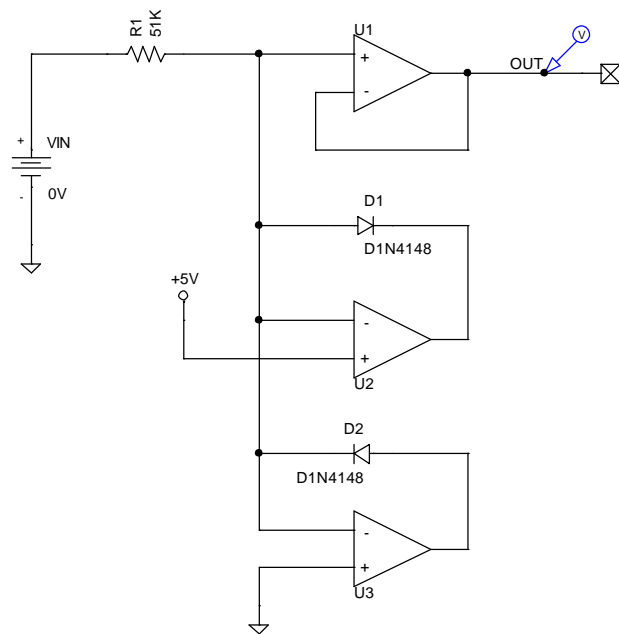 R1
51K
U1
+
-
OUT
V
+
VIN
-
0V
D1
D1N4148
+5V
-
+
U2
D2
D1N4148
-
+
U3